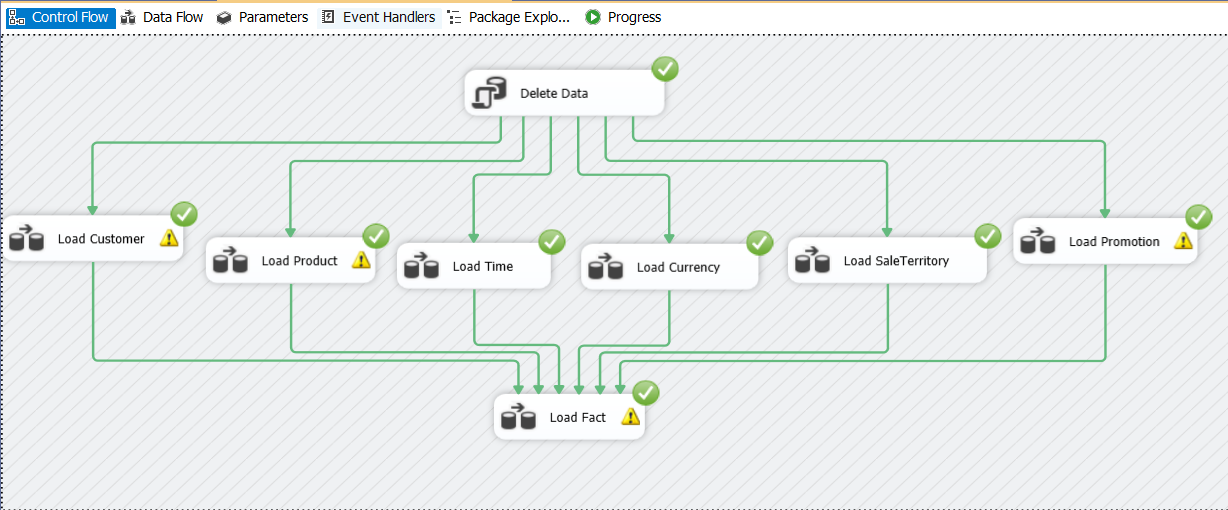 Control Flow
Data Flow
Parameters
Event Handlers
Package Explo...
Progress
Delete Data
Load Customer
Load Product
Load Time
Load Currency
Load SaleTerritory
Load Promotion
Load Fact